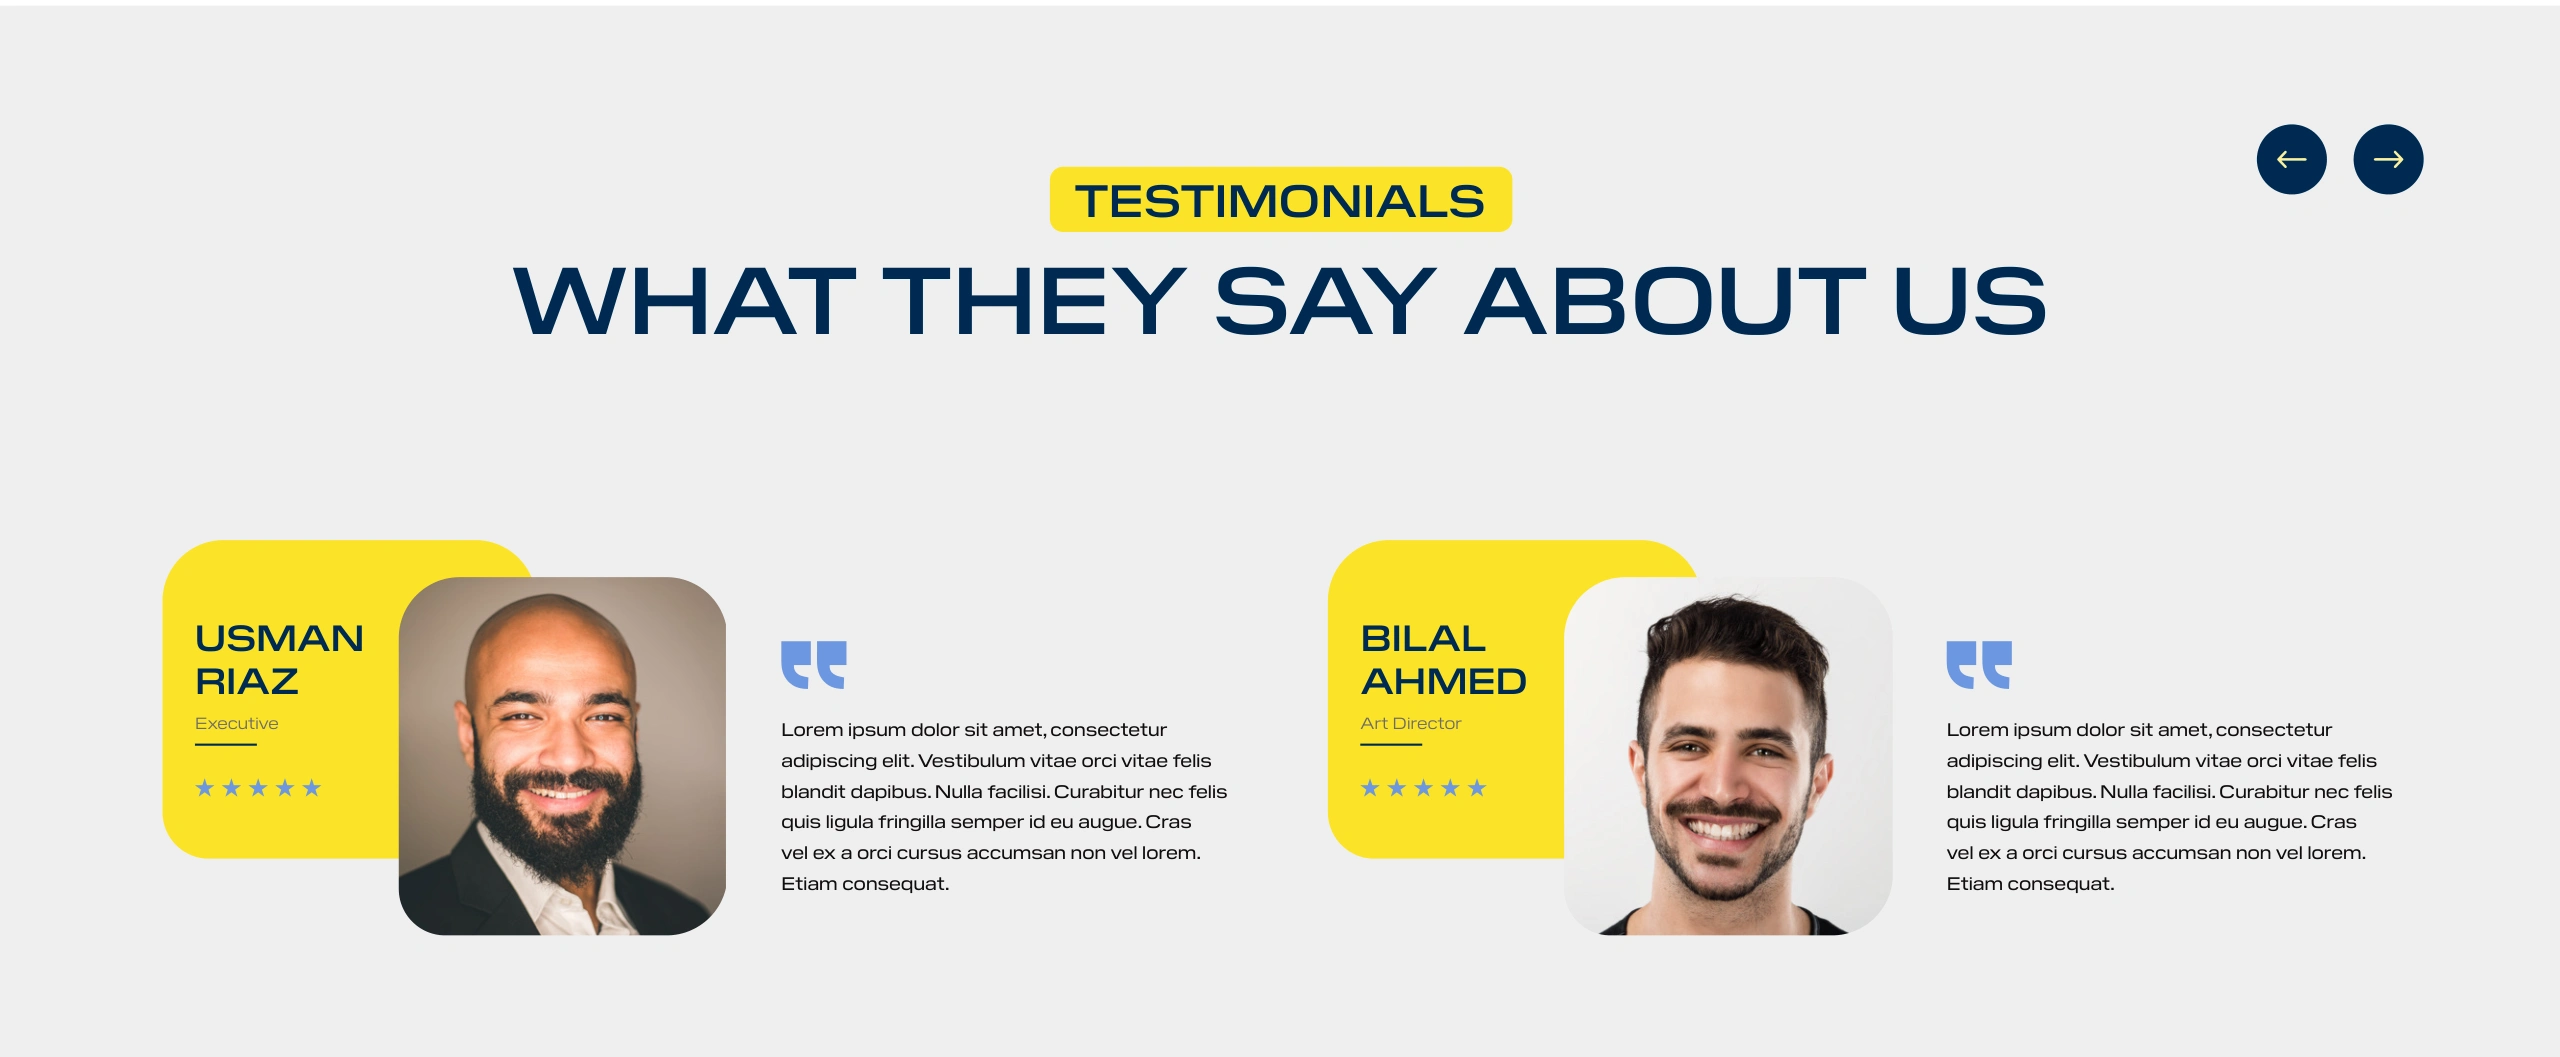 TESTIMONIALS
WHAT THEY SAY ABOUT US
USMAN
RIAZ
Executive
Lorem ipsum dolor sit amet, consectetur
adipiscing elit. Vestibulum vitae orci vitae felis
blandit dapibus. Nulla facilisi. Curabitur nec felis
quis ligula fringilla semper id eu augue. Cras
vel ex a orci cursus accumsan non vel lorem.
Etiam consequat.
BILAL
AHMED
Art Director
Lorem ipsum dolor sit amet, consectetur
adipiscing elit. Vestibulum vitae orci vitae felis
blandit dapibus. Nulla facilisi. Curabitur nec felis
quis ligula fringilla semper id eu augue. Cras
vel ex a orci cursus accumsan non vel lorem.
Etiam consequat.